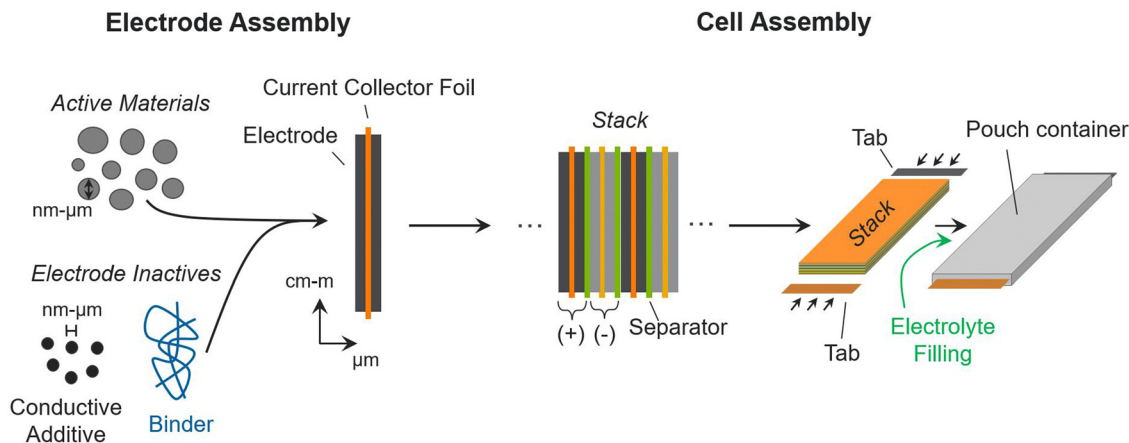 Electrode Assembly
Cell Assembly
Active Materials
nm-μm
Electrode Inactives
nm-μm
Conductive
Additive
Binder
Current Collector Foil
Electrode
cm-m
μm
...
Stack
...
(+)
(-)
Separator
Tab
Stack
Tab
Pouch container
Electrolyte
Filling